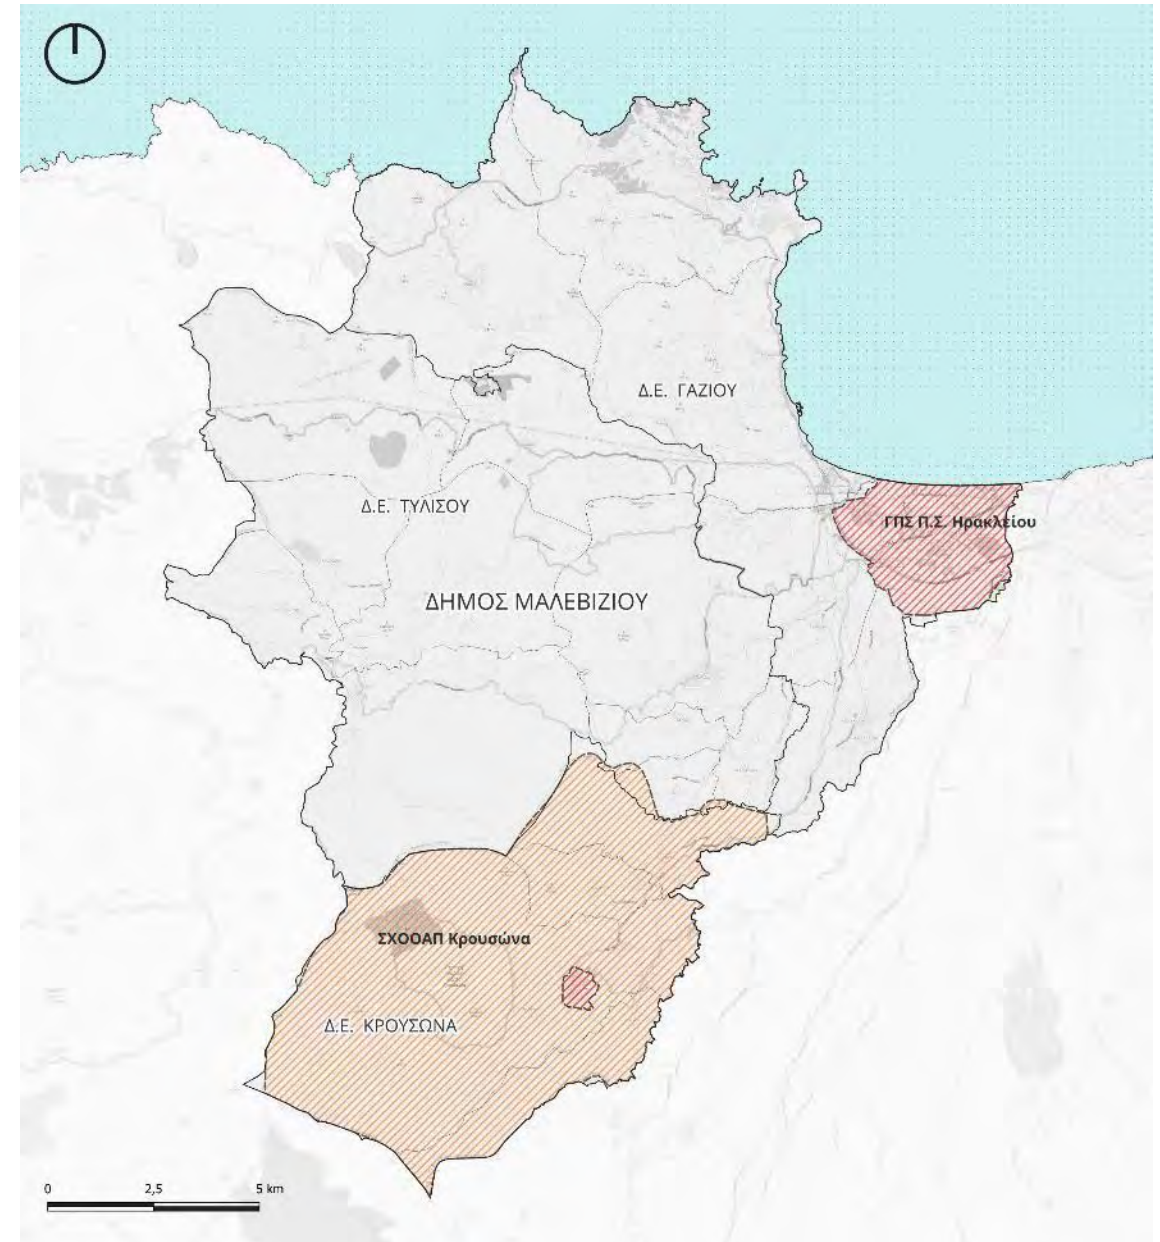 Δ.Ε. ΓΑΖΙΟΥ
Δ.Ε. ΤΥΛΙΣΟΥ
ΓΠΣ Π.Σ. Ηρακλείου
ΔΗΜΟΣ ΜΑΛΕΒΙΖΙΟΥ
ΣΧΟΟΑΠ Κρουσώνα
Δ.Ε. ΚΡΟΥΣΩΝΑ
0 2,5 5 km